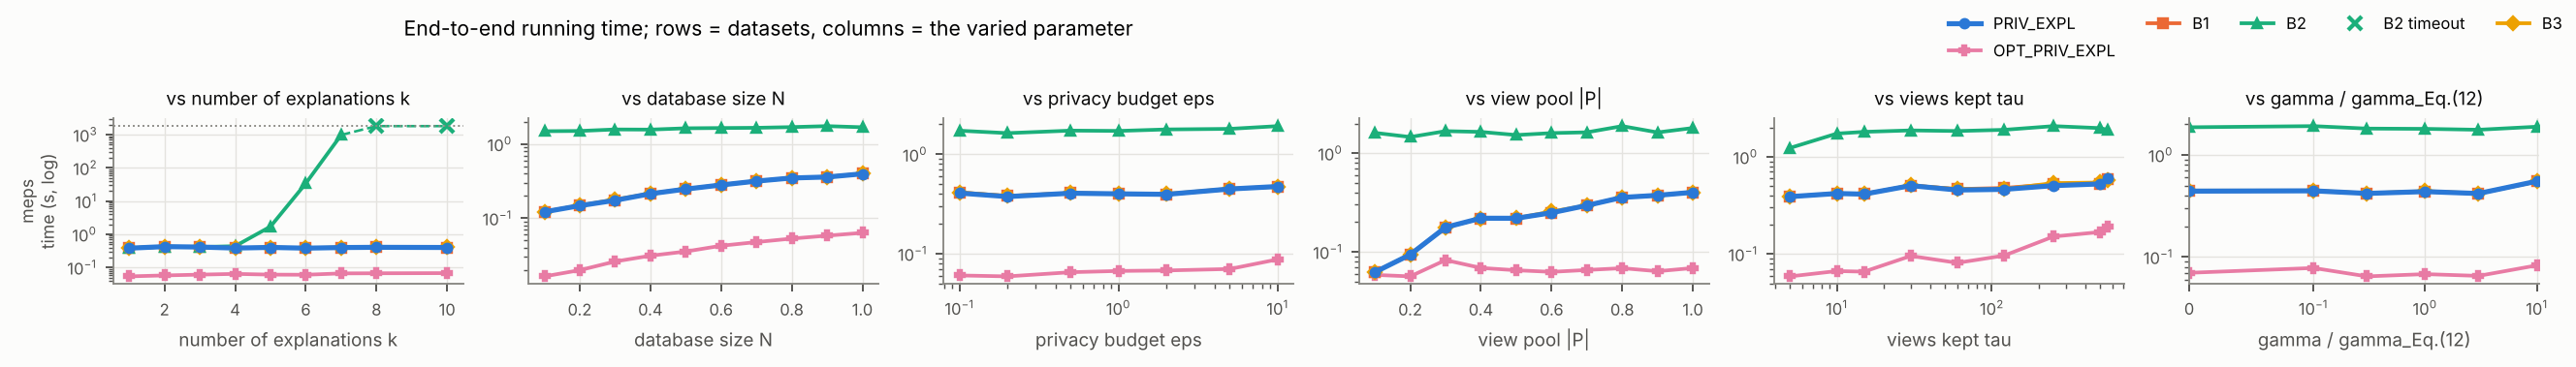 End-to-end running time; rows = datasets, columns = the varied parameter
PRIV_EXPL
B1
B2
B2 timeout
B3
OPT_PRIV_EXPL
vs number of explanations k
vs database size N
vs privacy budget eps
vs view pool |P|
vs views kept tau
vs gamma / gamma_Eq.(12)
meps
time (s, log)
10³
10²
10¹
10⁰
10⁻¹
2 4 6 8 10
number of explanations k
10⁰
10⁻¹
0.2 0.4 0.6 0.8 1.0
database size N
10⁰
10⁻¹
10⁻¹ 10⁰ 10¹
privacy budget eps
10⁰
10⁻¹
0.2 0.4 0.6 0.8 1.0
view pool |P|
10⁰
10⁻¹
10¹ 10²
views kept tau
10⁰
10⁻¹
0 10⁻¹ 10⁰ 10¹
gamma / gamma_Eq.(12)